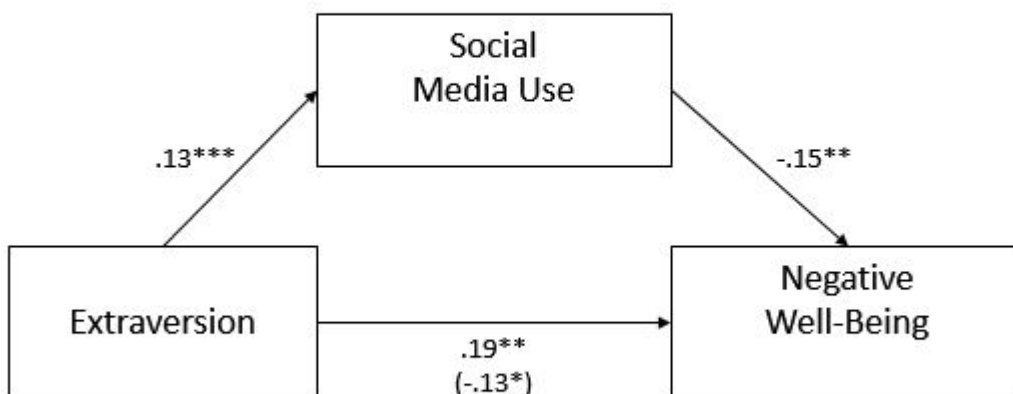 Social
Media Use
.13***
-.15**
Extraversion
Negative
Well-Being
.19**
(-.13*)